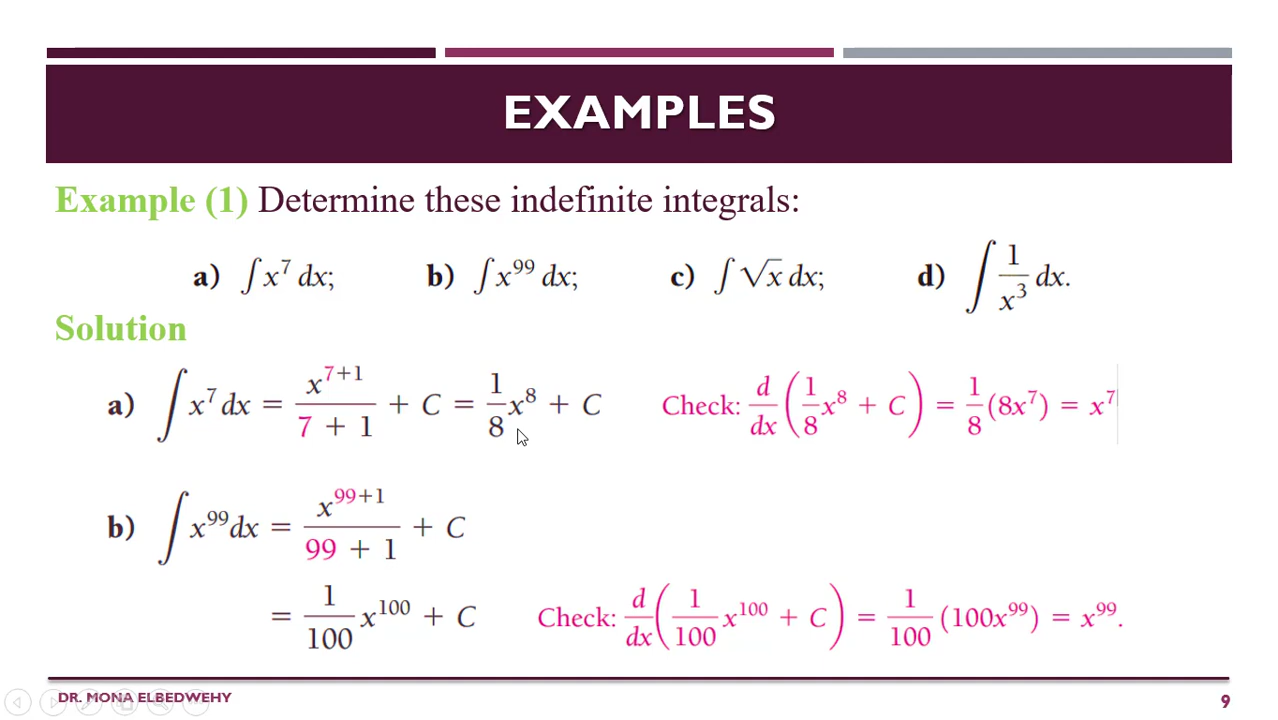 EXAMPLES
Example (1) Determine these indefinite integrals:
a) ∫ x⁷ dx; b) ∫ x⁹⁹ dx; c) ∫ √x dx; d) ∫ 1/x³ dx.
Solution
a) ∫ x⁷ dx = x⁷⁺¹/(7 + 1) + C = 1/8 x⁸ + C Check: d/dx (1/8 x⁸ + C) = 1/8 (8x⁷) = x⁷
b) ∫ x⁹⁹ dx = x⁹⁹⁺¹/(99 + 1) + C
= 1/100 x¹⁰⁰ + C Check: d/dx (1/100 x¹⁰⁰ + C) = 1/100 (100x⁹⁹) = x⁹⁹.
DR. MONA ELBEDWEHY 9